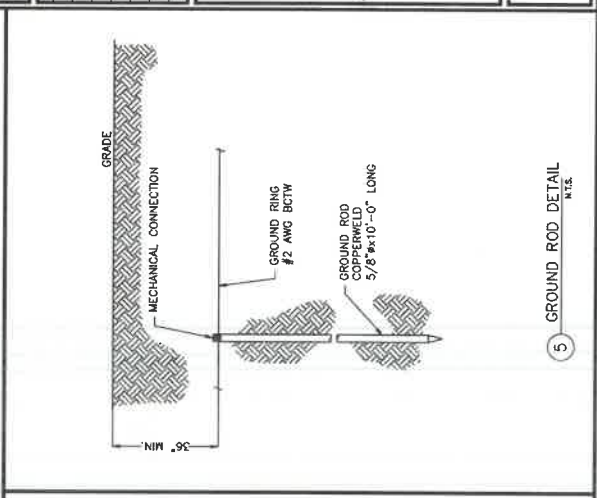 GRADE
MECHANICAL CONNECTION
36" MIN.
GROUND RING
#2 AWG BCTW
GROUND ROD
COPPERWELD
5/8"øx10'-0" LONG
5
GROUND ROD DETAIL
N.T.S.